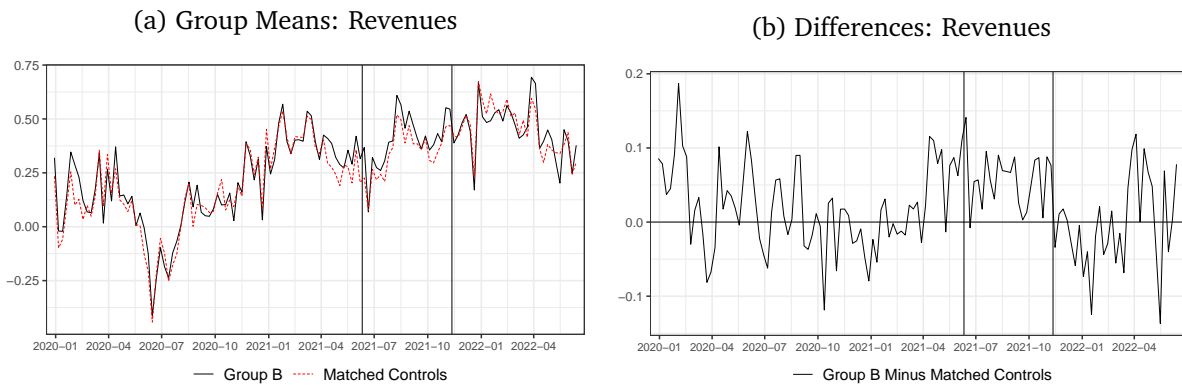 (a) Group Means: Revenues
0.75
0.50
0.25
0.00
−0.25
2020−01 2020−04 2020−07 2020−10 2021−01 2021−04 2021−07 2021−10 2022−01 2022−04
Group B Matched Controls
(b) Differences: Revenues
0.2
0.1
0.0
−0.1
2020−01 2020−04 2020−07 2020−10 2021−01 2021−04 2021−07 2021−10 2022−01 2022−04
Group B Minus Matched Controls